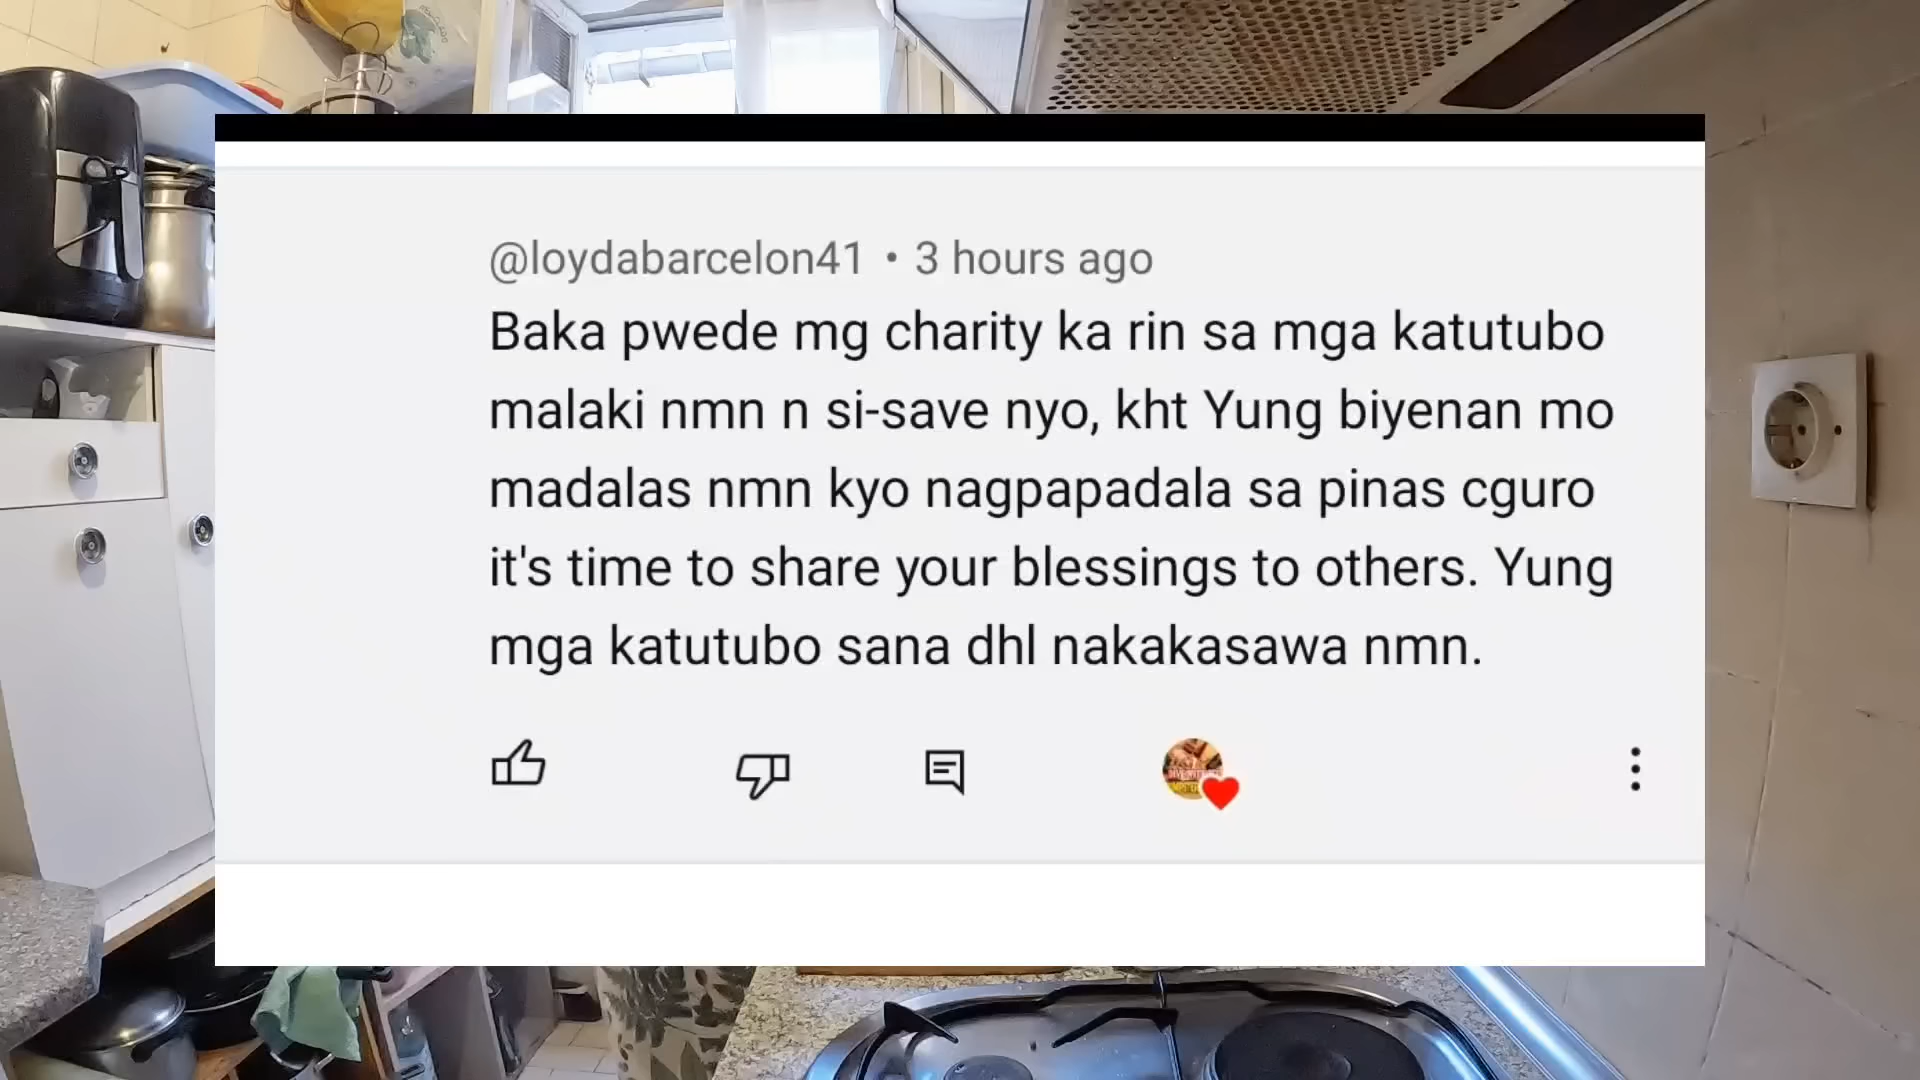 @loydabarcelon41 • 3 hours ago
Baka pwede mg charity ka rin sa mga katutubo
malaki nmn n si-save nyo, kht Yung biyenan mo
madalas nmn kyo nagpapadala sa pinas cguro
it's time to share your blessings to others. Yung
mga katutubo sana dhl nakakasawa nmn.